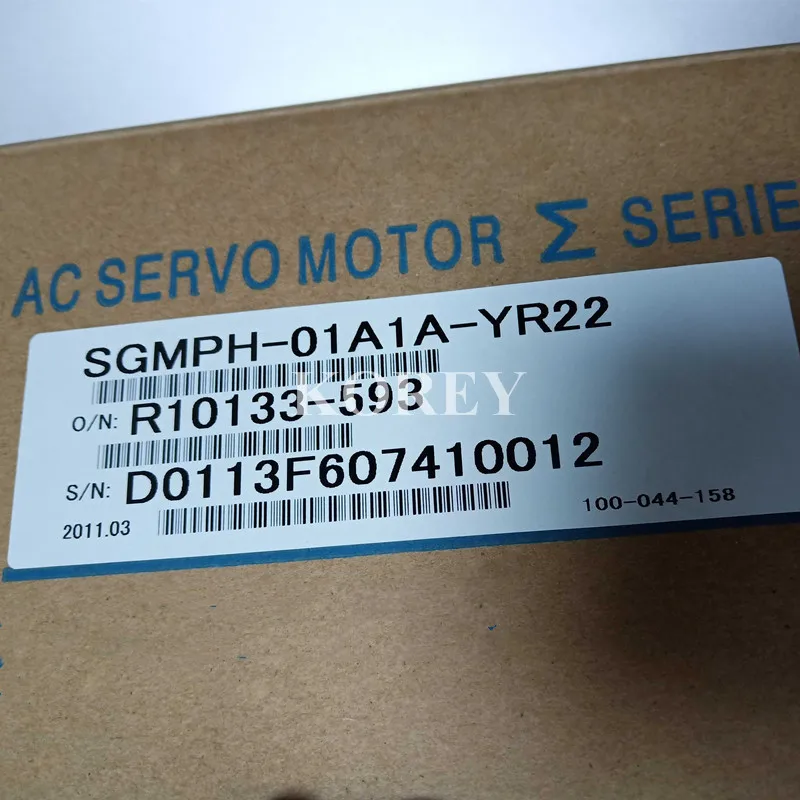 AC SERVO MOTOR Σ SERIE
SGMPH-01A1A-YR22
O/N: R10133-593
KOREY
S/N: D0113F607410012
2011.03
100-044-158